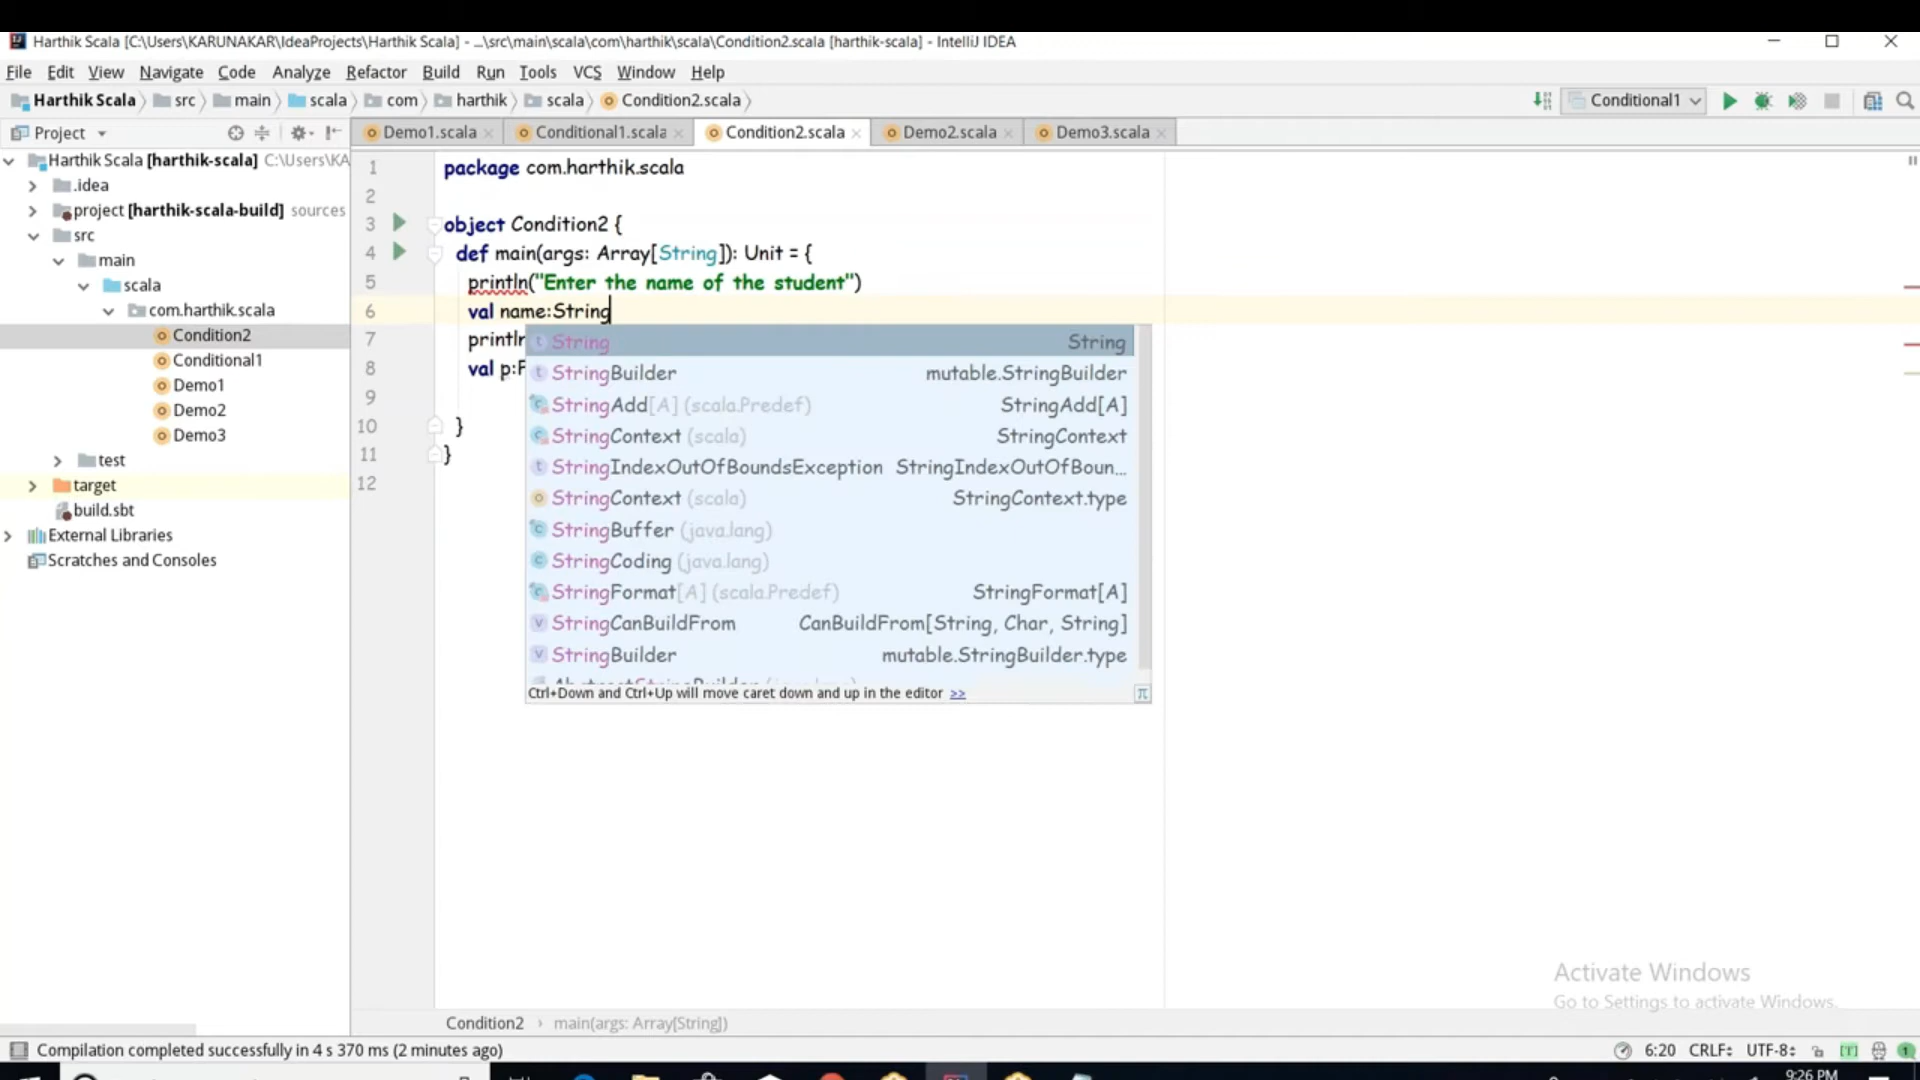 Harthik Scala [C:\Users\KARUNAKAR\IdeaProjects\Harthik Scala] - ...\src\main\scala\com\harthik\scala\Condition2.scala [harthik-scala] - IntelliJ IDEA
File Edit View Navigate Code Analyze Refactor Build Run Tools VCS Window Help
Harthik Scala src main scala com harthik scala Condition2.scala Conditional1
Project Demo1.scala Conditional1.scala Condition2.scala Demo2.scala Demo3.scala
Harthik Scala [harthik-scala] C:\Users\KA
.idea
project [harthik-scala-build] sources
src
main
scala
com.harthik.scala
Condition2
Conditional1
Demo1
Demo2
Demo3
test
target
build.sbt
External Libraries
Scratches and Consoles
1 package com.harthik.scala
2
3 object Condition2 {
4 def main(args: Array[String]): Unit = {
5 println("Enter the name of the student")
6 val name:String
7 println
8 val p:F
9
10 }
11 }
12
String String
StringBuilder mutable.StringBuilder
StringAdd[A] (scala.Predef) StringAdd[A]
StringContext (scala) StringContext
StringIndexOutOfBoundsException StringIndexOutOfBoun...
StringContext (scala) StringContext.type
StringBuffer (java.lang)
StringCoding (java.lang)
StringFormat[A] (scala.Predef) StringFormat[A]
StringCanBuildFrom CanBuildFrom[String, Char, String]
StringBuilder mutable.StringBuilder.type
Ctrl+Down and Ctrl+Up will move caret down and up in the editor >>
π
Activate Windows
Go to Settings to activate Windows.
Condition2 › main(args: Array[String])
Compilation completed successfully in 4 s 370 ms (2 minutes ago) 6:20 CRLF UTF-8 [T] 1
9:26 PM